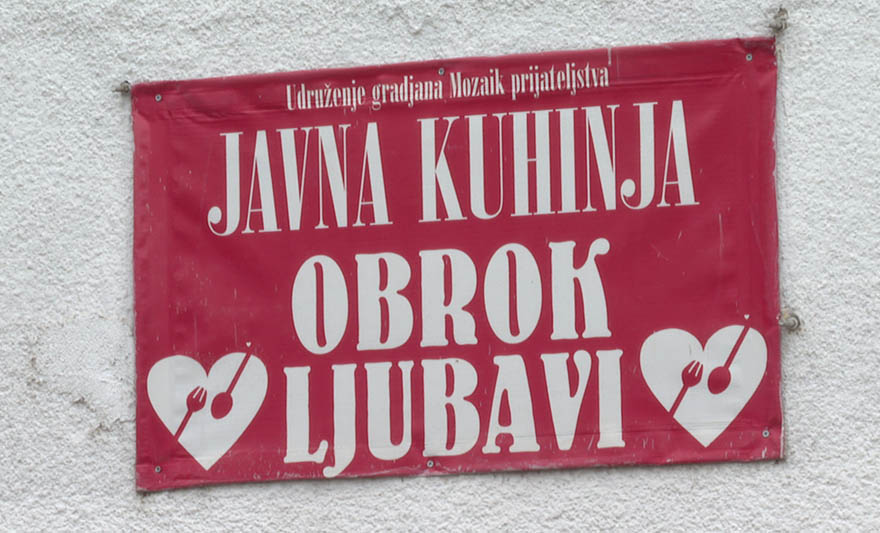 Udruženje gradjana Mozaik prijateljstva
JAVNA KUHINJA
OBROK
LJUBAVI